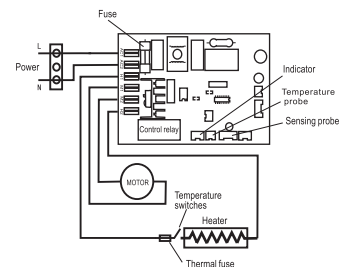 Fuse
L
Power
N
Indicator
Temperature
probe
Sensing probe
Control relay
MOTOR
Temperature
switches
Heater
Thermal fuse